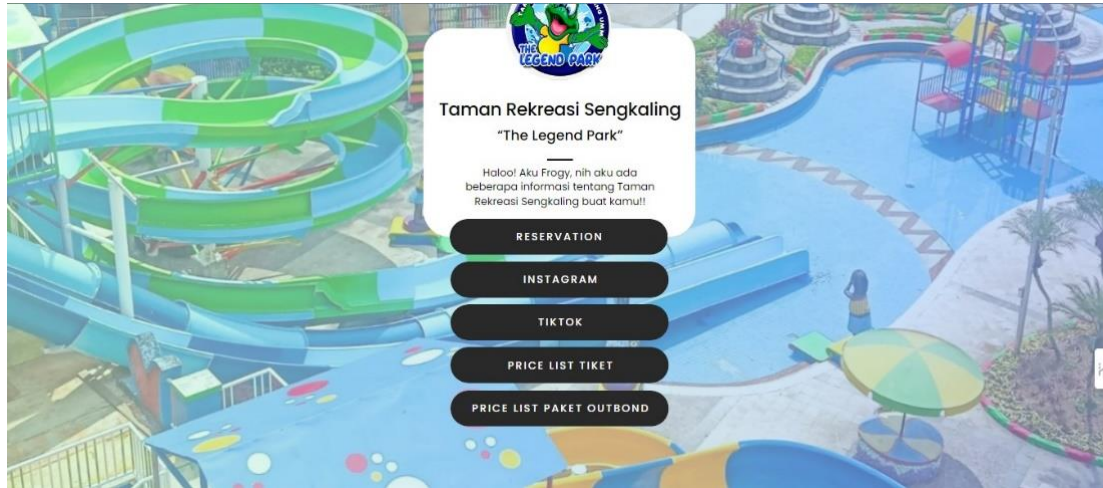 THE
LEGEND PARK
Taman Rekreasi Sengkaling
“The Legend Park”
Haloo! Aku Frogy, nih aku ada
beberapa informasi tentang Taman
Rekreasi Sengkaling buat kamu!!
RESERVATION
INSTAGRAM
TIKTOK
PRICE LIST TIKET
PRICE LIST PAKET OUTBOND